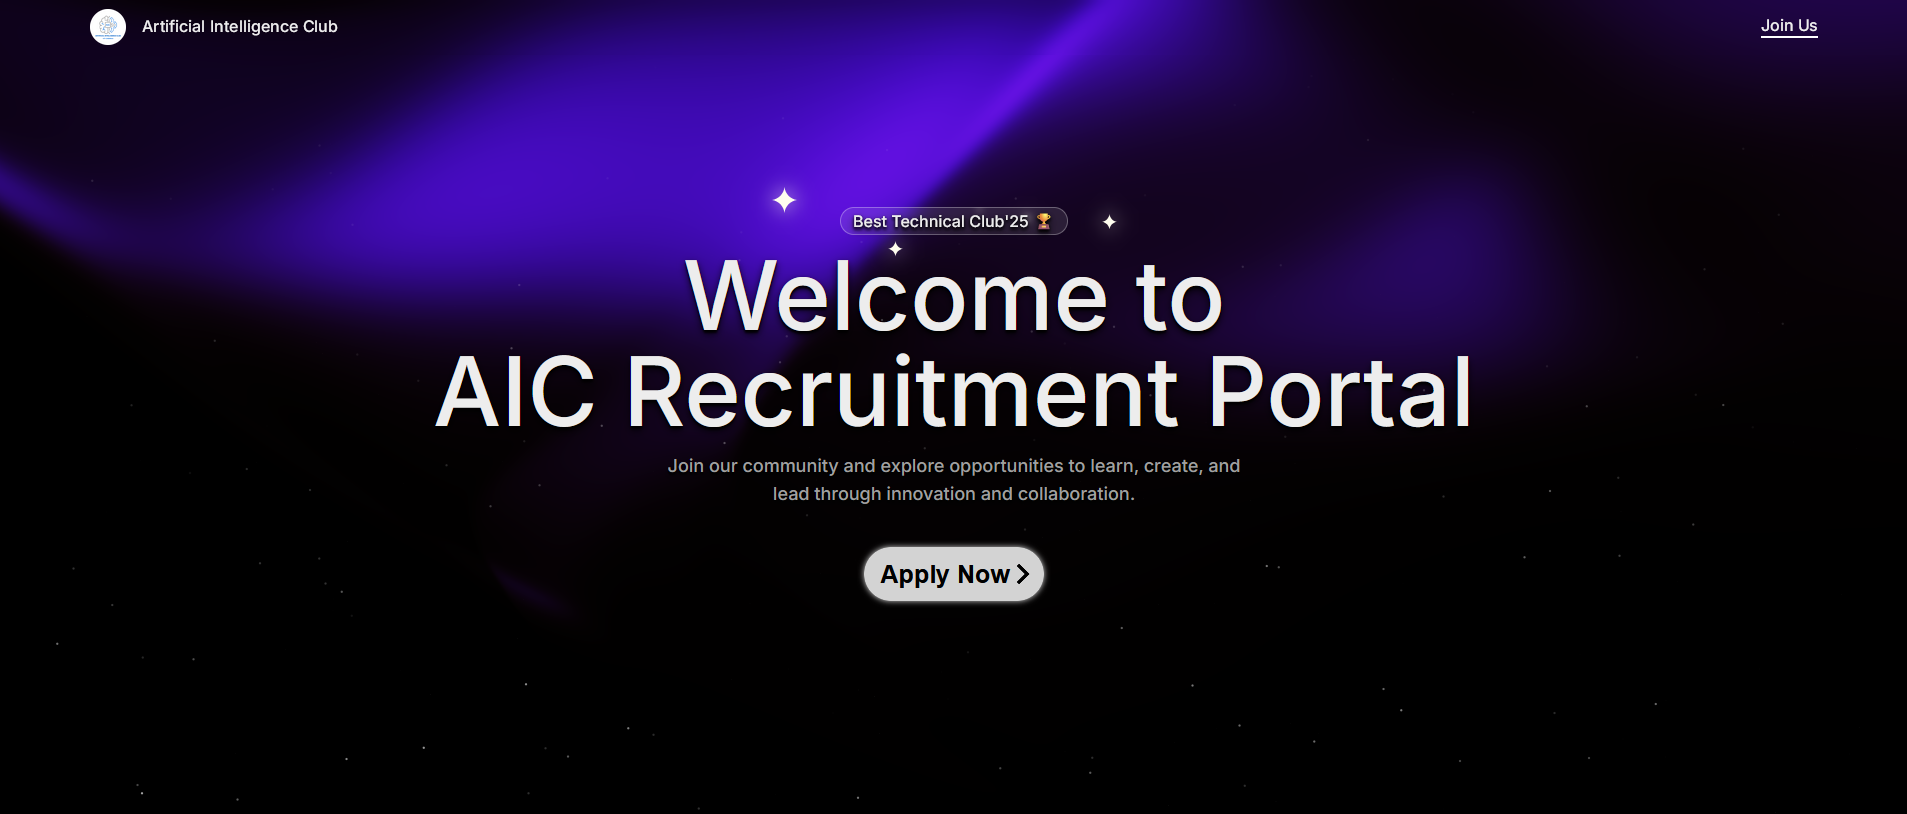 Artificial Intelligence Club
Join Us
Best Technical Club'25 🏆
Welcome to
AIC Recruitment Portal
Join our community and explore opportunities to learn, create, and
lead through innovation and collaboration.
Apply Now